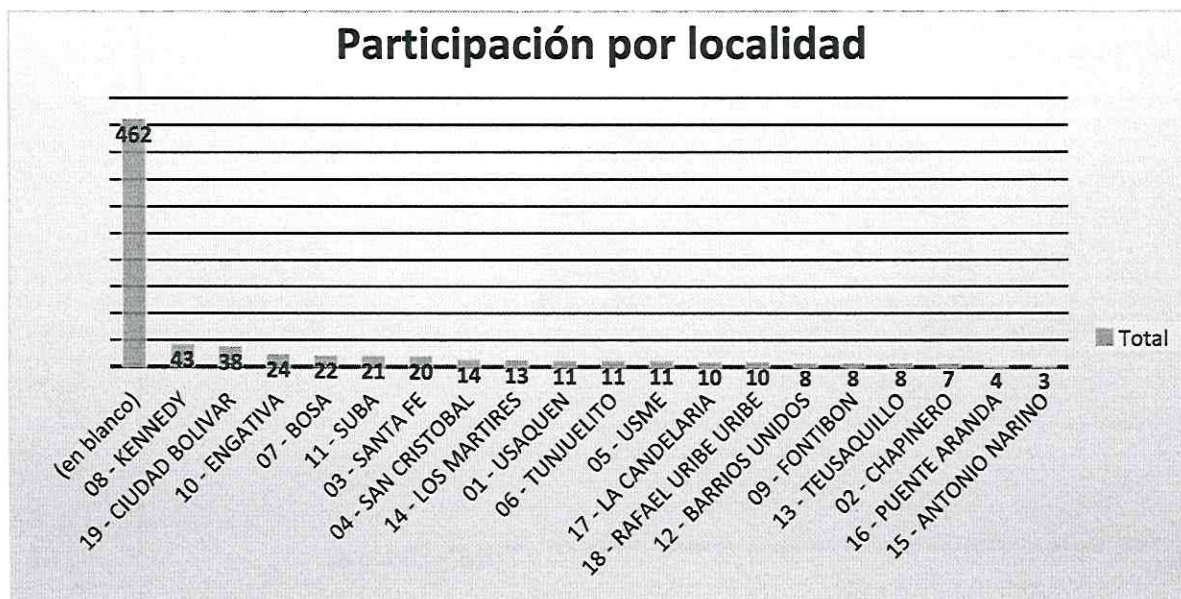 Participación por localidad
462
43
38
24
22
21
20
14
13
11
11
11
10
10
8
8
8
7
4
3
Total
(en blanco)
08 - KENNEDY
19 - CIUDAD BOLIVAR
10 - ENGATIVA
07 - BOSA
11 - SUBA
03 - SANTA FE
04 - SAN CRISTOBAL
14 - LOS MARTIRES
01 - USAQUEN
06 - TUNJUELITO
05 - USME
17 - LA CANDELARIA
18 - RAFAEL URIBE URIBE
12 - BARRIOS UNIDOS
09 - FONTIBON
13 - TEUSAQUILLO
02 - CHAPINERO
16 - PUENTE ARANDA
15 - ANTONIO NARINO